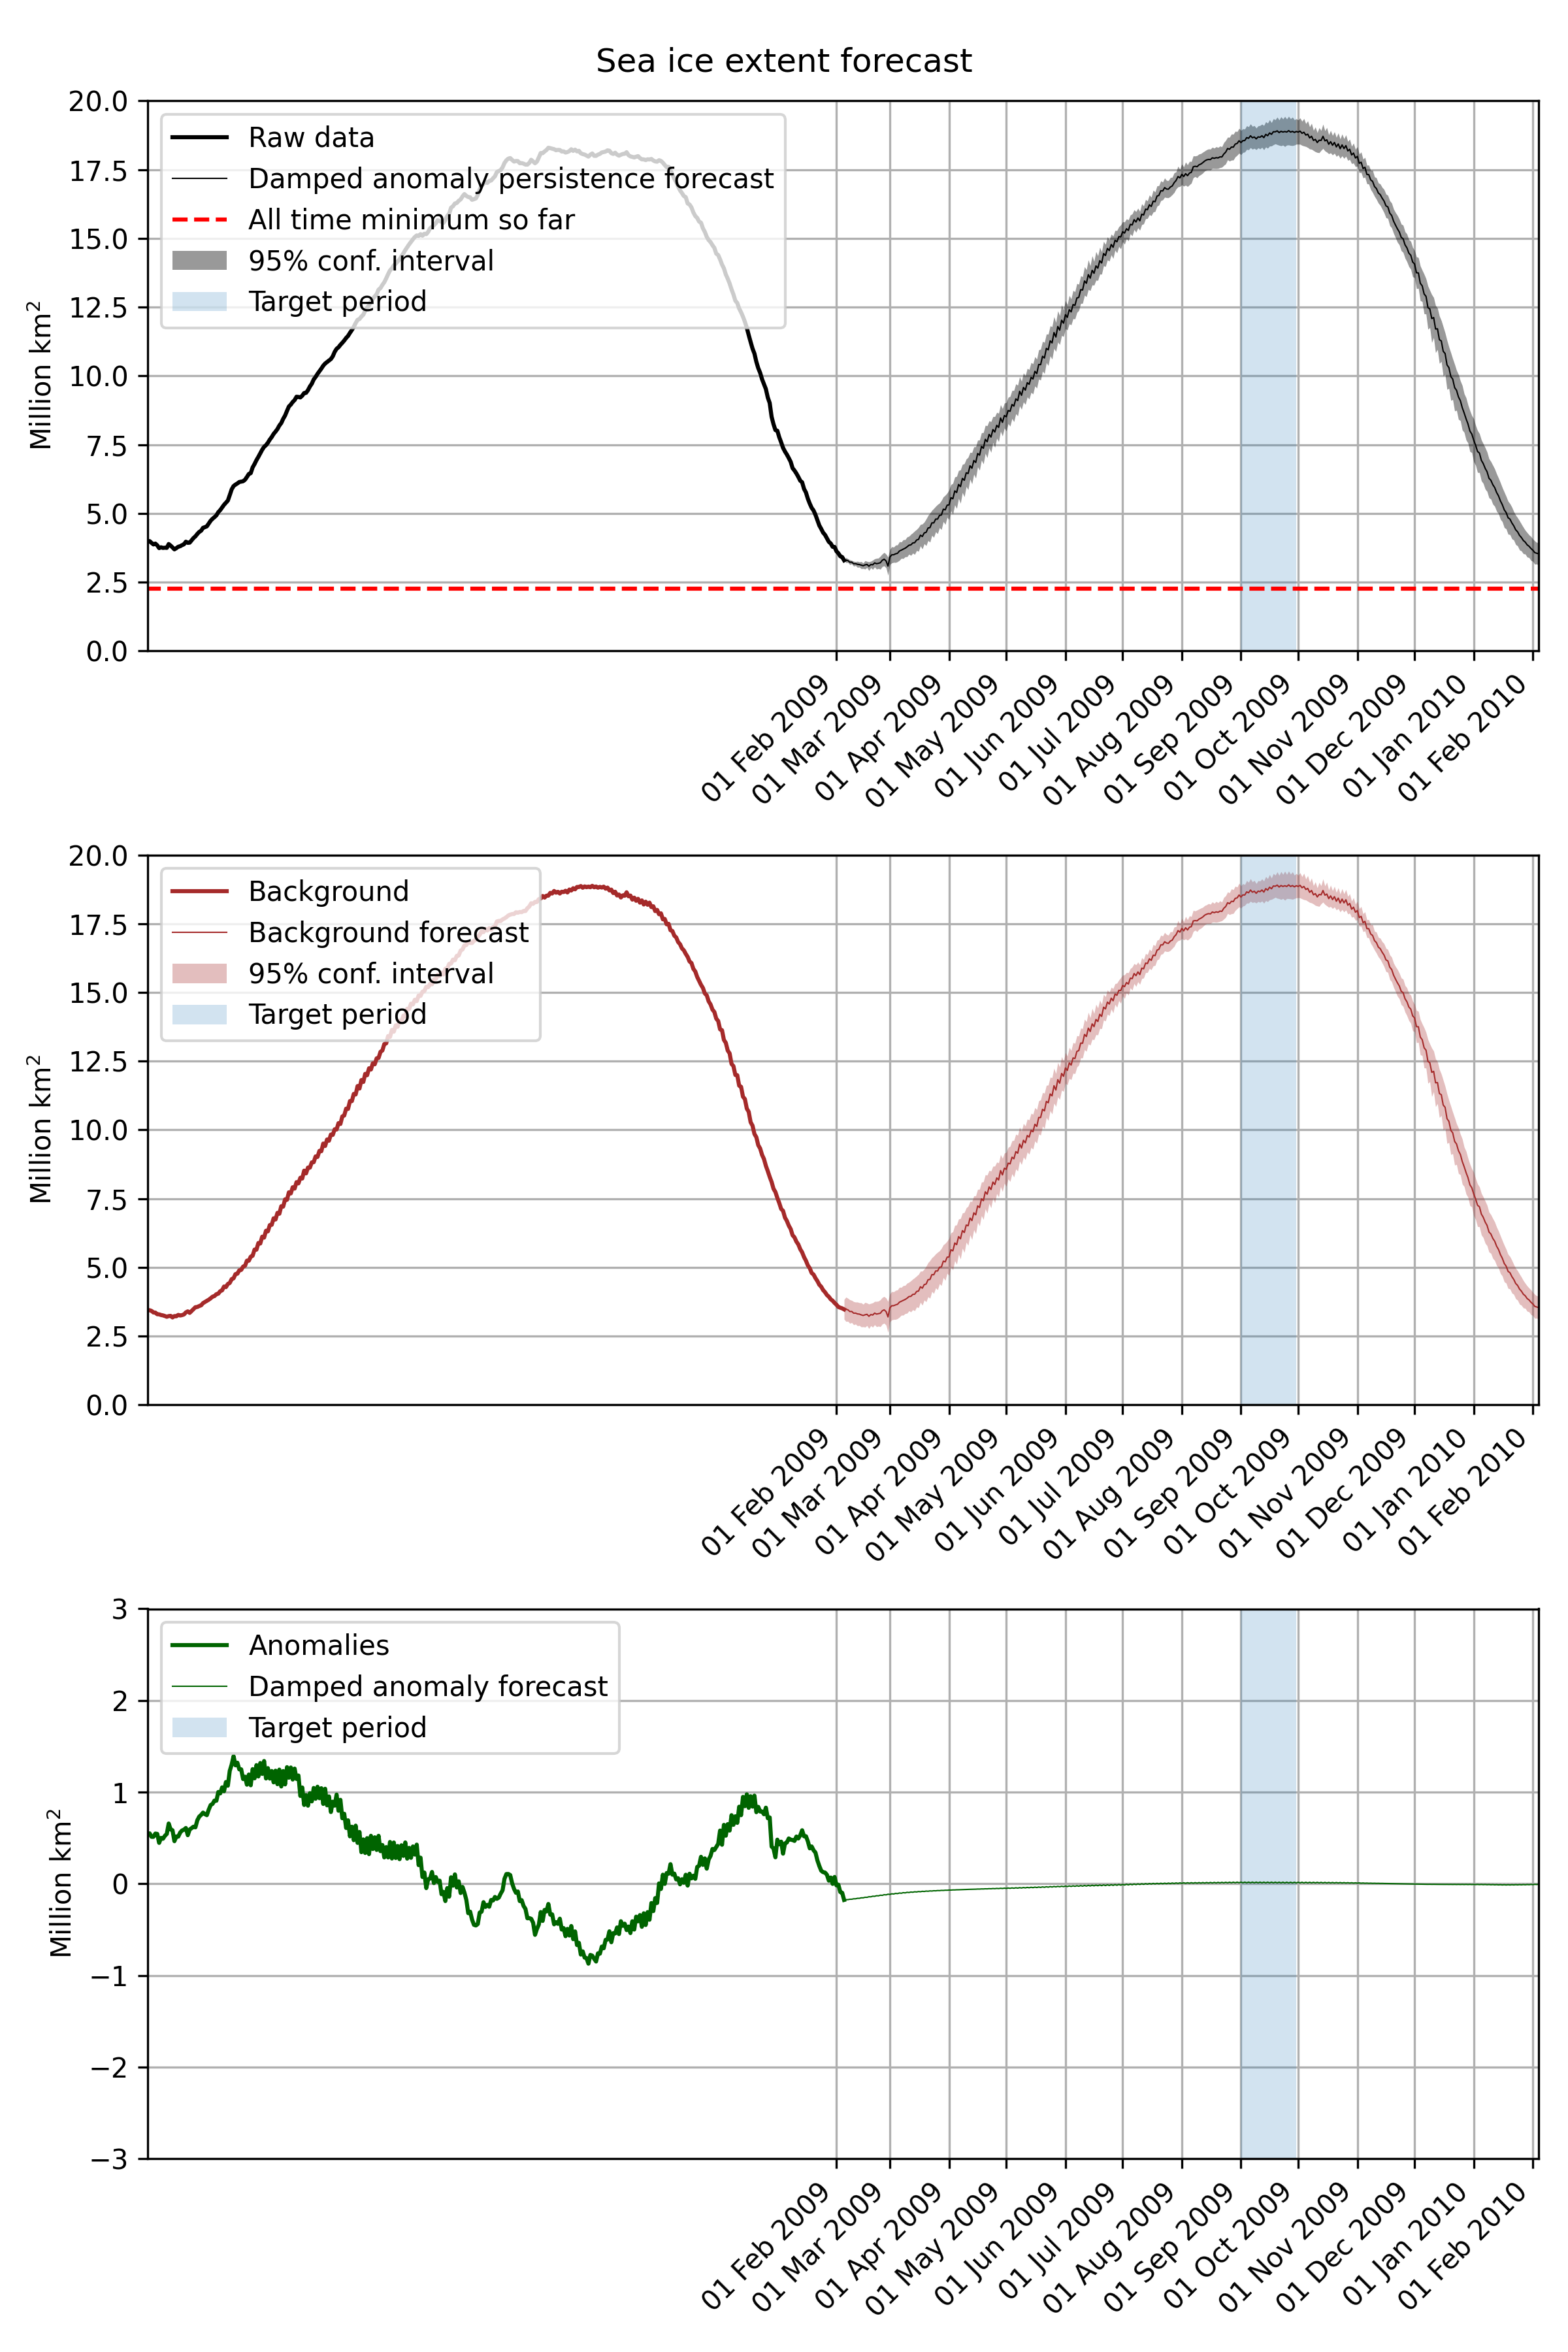 Sea ice extent forecast
20.0
17.5
15.0
12.5
10.0
7.5
5.0
2.5
0.0
Million km²
Raw data
Damped anomaly persistence forecast
All time minimum so far
95% conf. interval
Target period
01 Feb 2009
01 Mar 2009
01 Apr 2009
01 May 2009
01 Jun 2009
01 Jul 2009
01 Aug 2009
01 Sep 2009
01 Oct 2009
01 Nov 2009
01 Dec 2009
01 Jan 2010
01 Feb 2010
20.0
17.5
15.0
12.5
10.0
7.5
5.0
2.5
0.0
Million km²
Background
Background forecast
95% conf. interval
Target period
01 Feb 2009
01 Mar 2009
01 Apr 2009
01 May 2009
01 Jun 2009
01 Jul 2009
01 Aug 2009
01 Sep 2009
01 Oct 2009
01 Nov 2009
01 Dec 2009
01 Jan 2010
01 Feb 2010
3
2
1
0
−1
−2
−3
Million km²
Anomalies
Damped anomaly forecast
Target period
01 Feb 2009
01 Mar 2009
01 Apr 2009
01 May 2009
01 Jun 2009
01 Jul 2009
01 Aug 2009
01 Sep 2009
01 Oct 2009
01 Nov 2009
01 Dec 2009
01 Jan 2010
01 Feb 2010